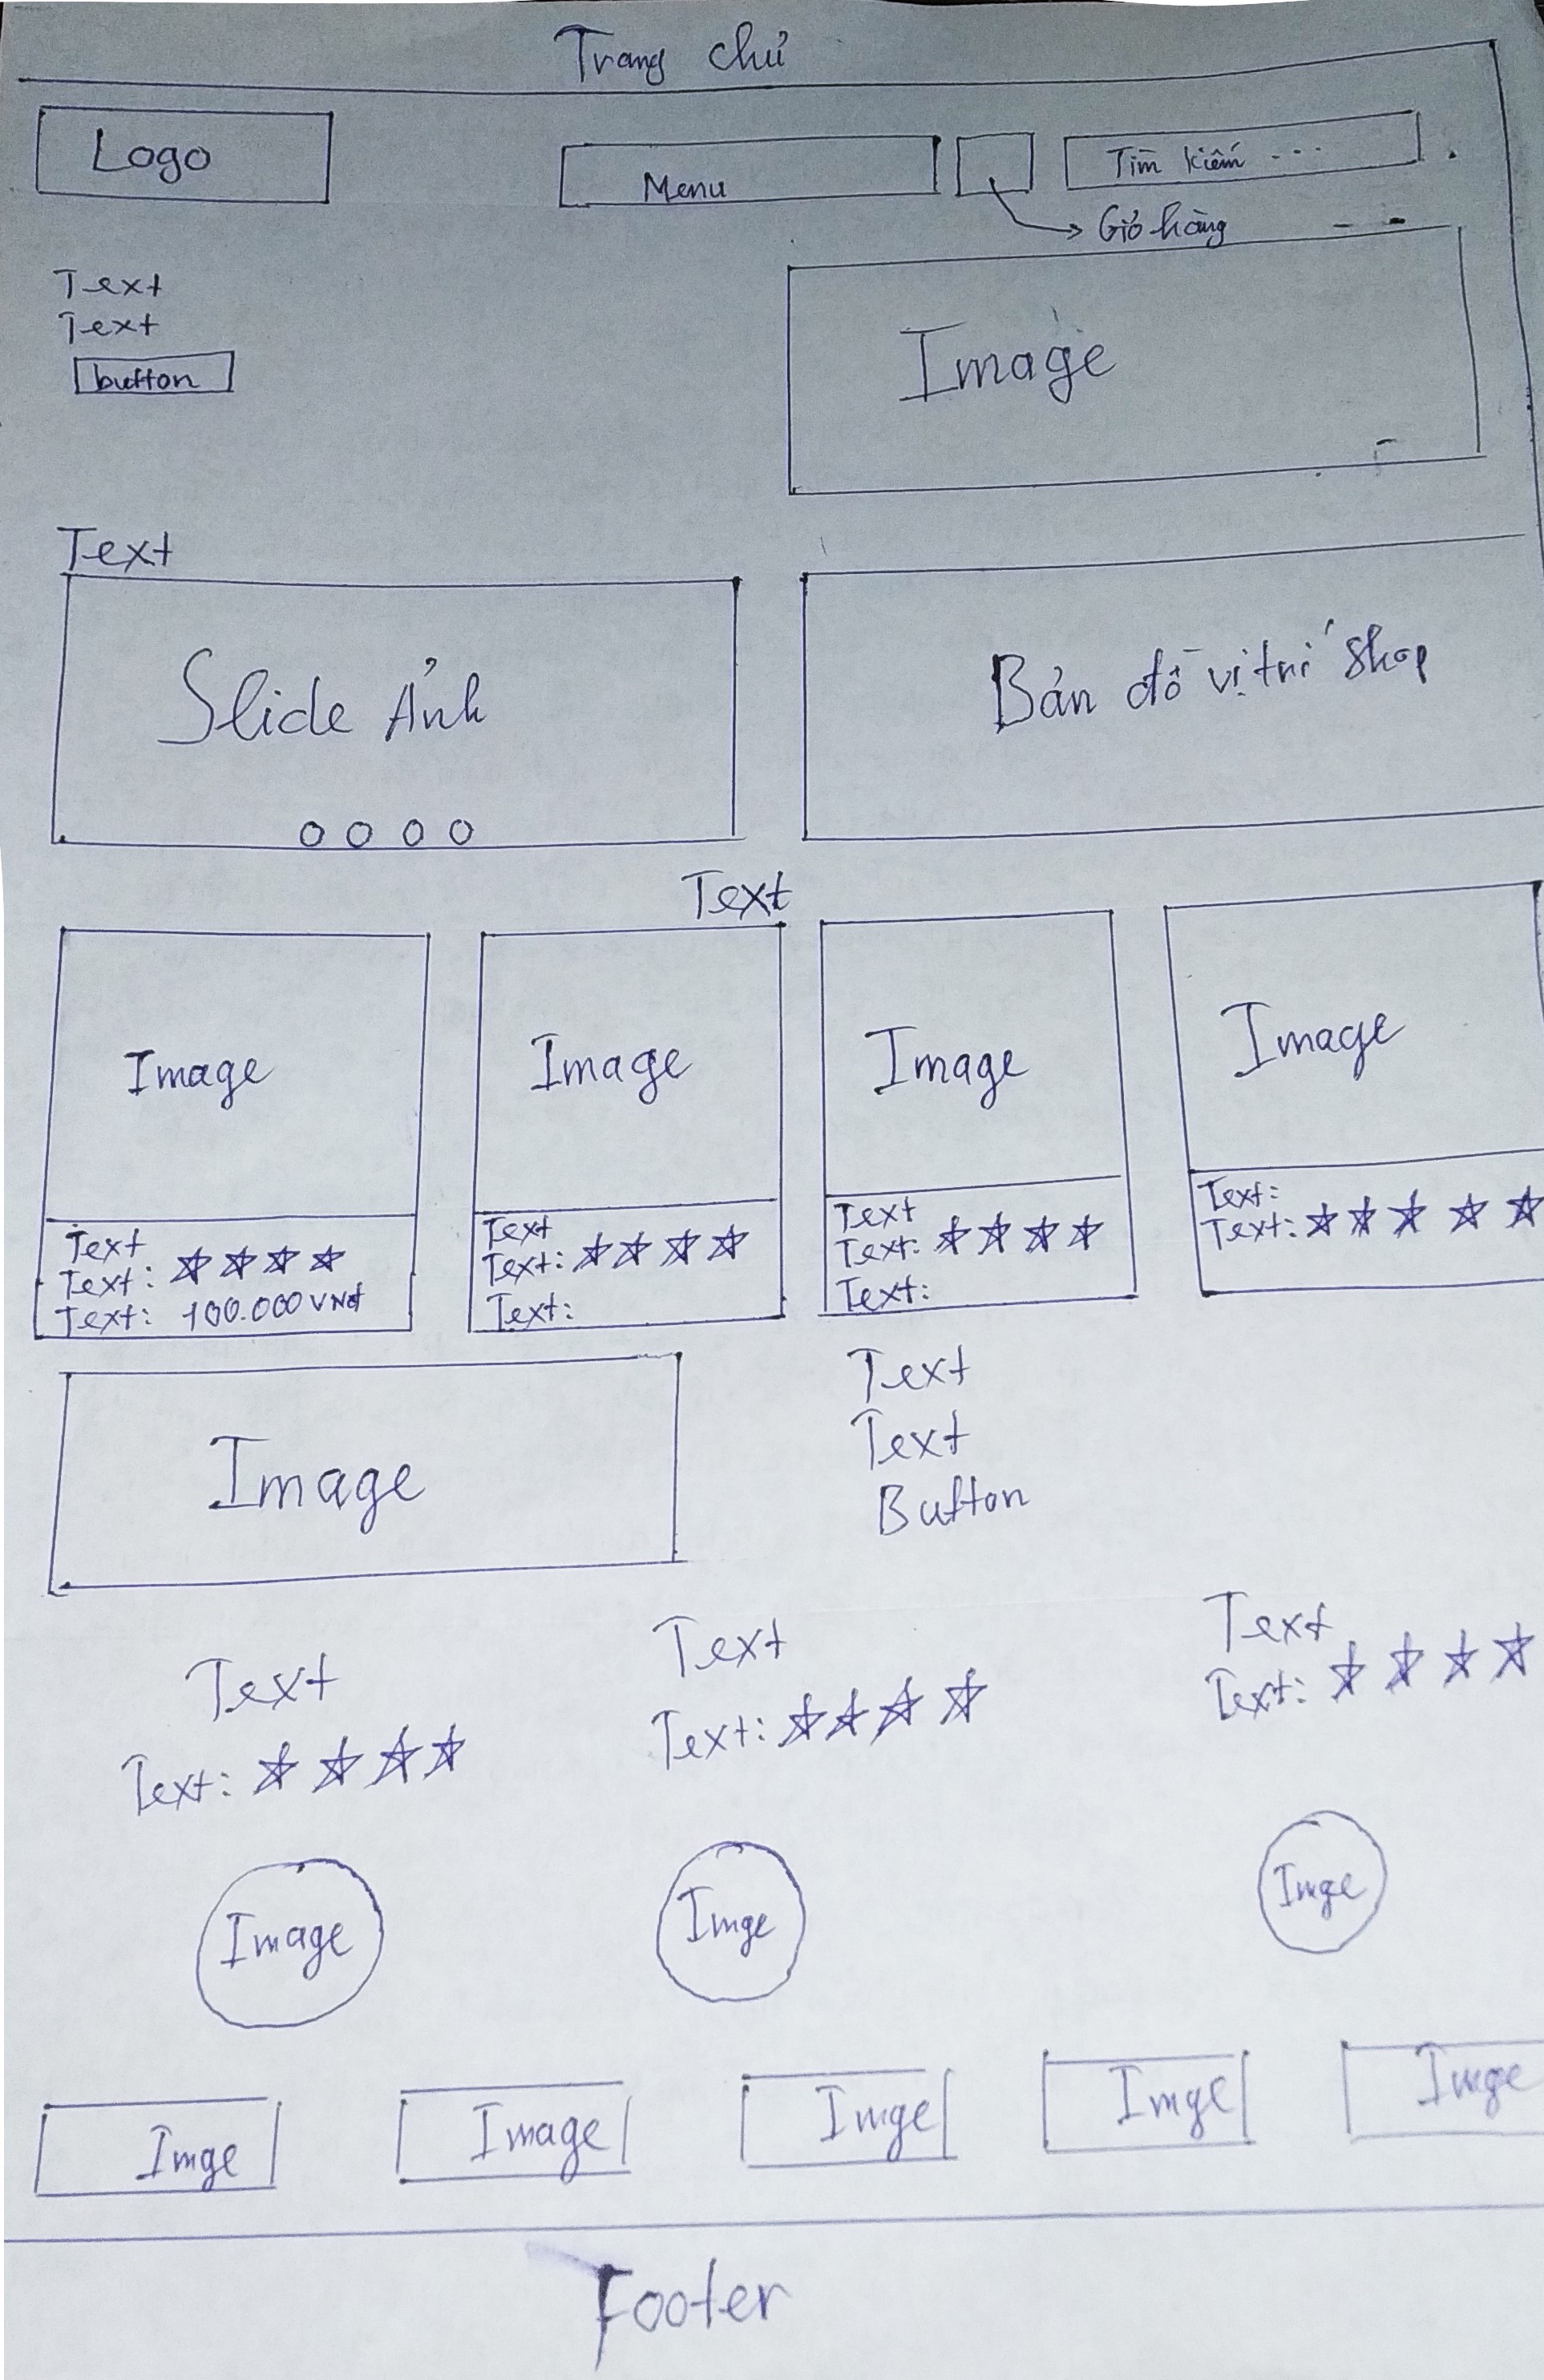 Trang chủ
Logo
Menu
Tìm kiếm ...
Giỏ hàng
Text
Text
button
Image
Text
Slide Ảnh
Bản đồ vị trí shop
Text
Image
Text
Text: ☆ ☆ ☆ ☆
Text: 100.000 VNđ
Image
Text
Text: ☆ ☆ ☆ ☆
Text:
Image
Text
Text: ☆ ☆ ☆ ☆
Text:
Image
Text:
Text: ☆ ☆ ☆ ☆ ☆
Image
Text
Text
Button
Text
Text: ☆ ☆ ☆ ☆
Image
Text
Text: ☆ ☆ ☆ ☆
Imge
Text
Text: ☆ ☆ ☆ ☆
Imge
Imge
Image
Imge
Imge
Imge
Footer